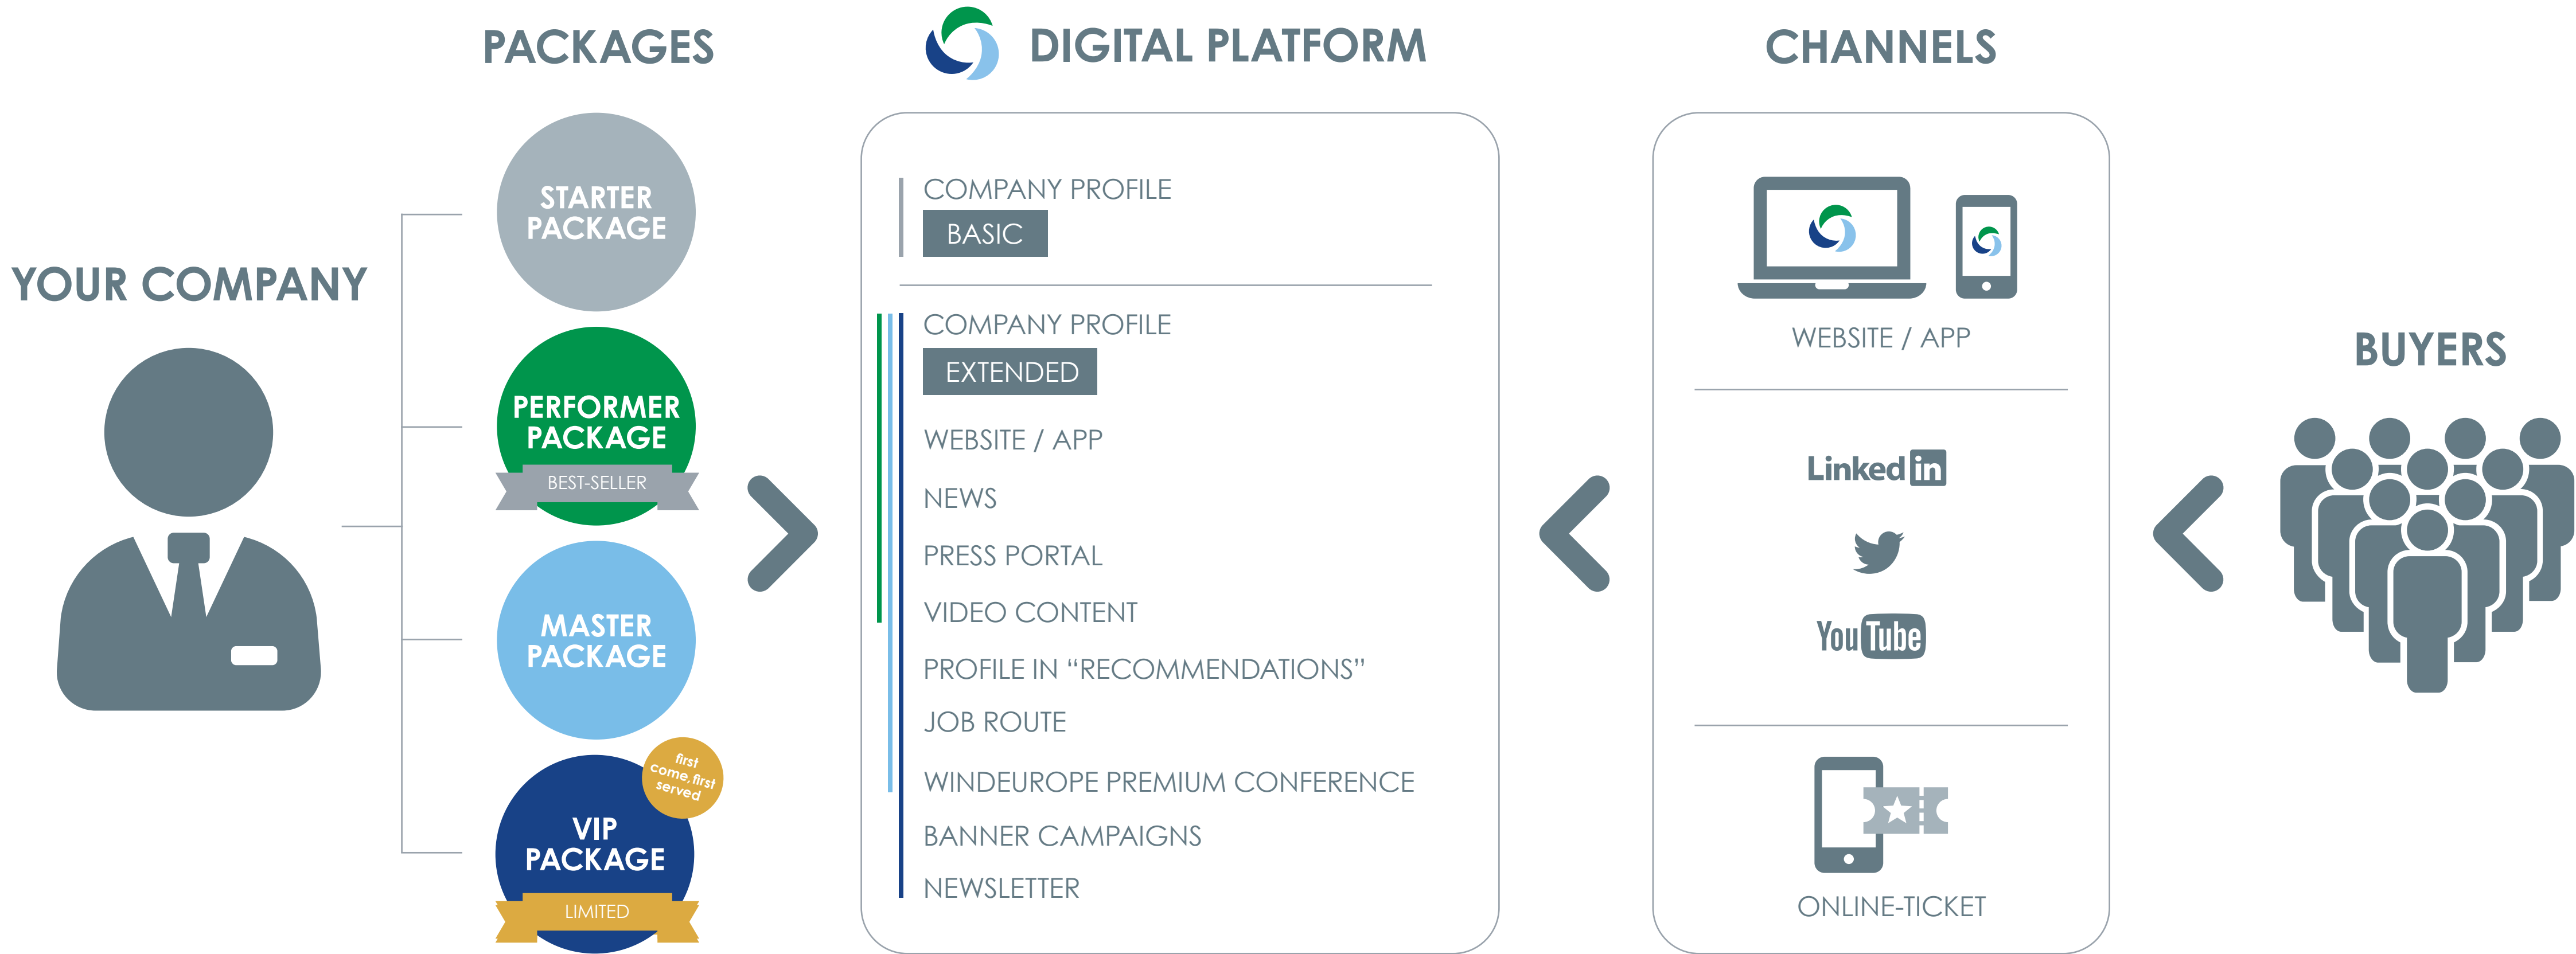 PACKAGES
DIGITAL PLATFORM
CHANNELS
YOUR COMPANY
STARTER
PACKAGE
PERFORMER
PACKAGE
BEST-SELLER
MASTER
PACKAGE
first
come, first
served
VIP
PACKAGE
LIMITED
COMPANY PROFILE
BASIC
COMPANY PROFILE
EXTENDED
WEBSITE / APP
NEWS
PRESS PORTAL
VIDEO CONTENT
PROFILE IN “RECOMMENDATIONS”
JOB ROUTE
WINDEUROPE PREMIUM CONFERENCE
BANNER CAMPAIGNS
NEWSLETTER
WEBSITE / APP
Linked in
You Tube
ONLINE-TICKET
BUYERS